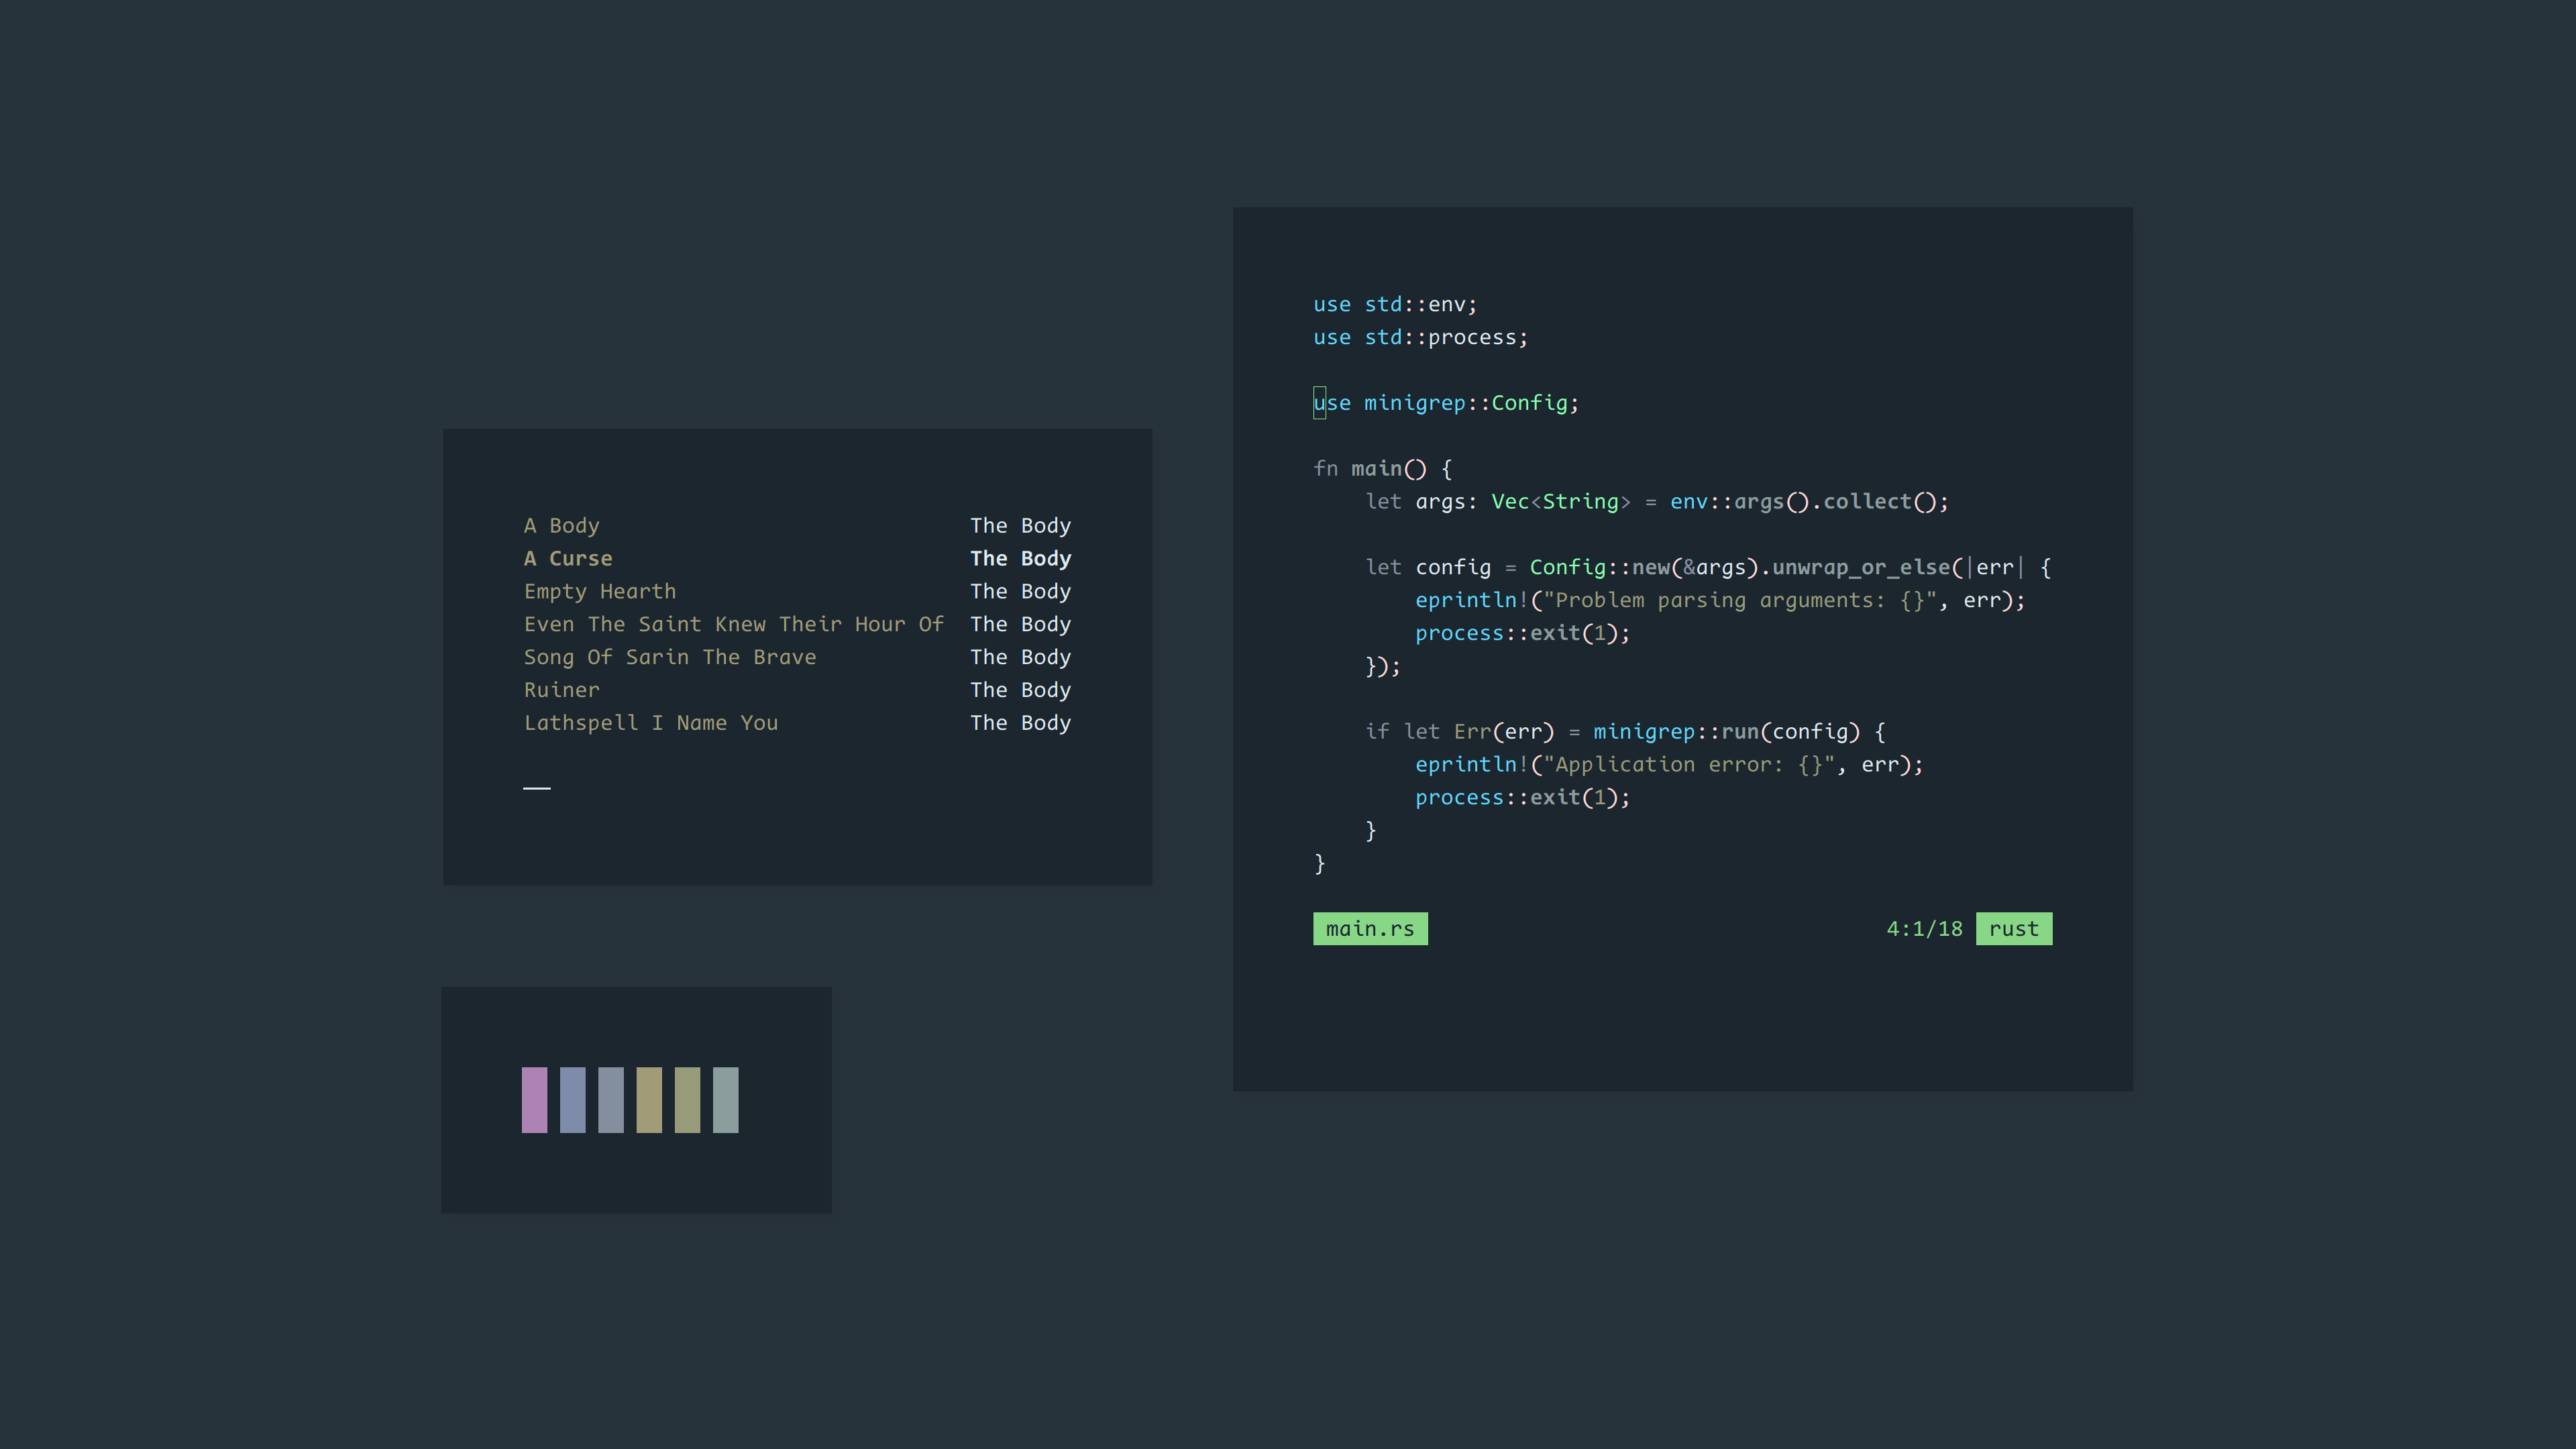 A Body The Body
A Curse The Body
Empty Hearth The Body
Even The Saint Knew Their Hour Of The Body
Song Of Sarin The Brave The Body
Ruiner The Body
Lathspell I Name You The Body
use std::env;
use std::process;
use minigrep::Config;
fn main() {
    let args: Vec<String> = env::args().collect();
    let config = Config::new(&args).unwrap_or_else(|err| {
        eprintln!("Problem parsing arguments: {}", err);
        process::exit(1);
    });
    if let Err(err) = minigrep::run(config) {
        eprintln!("Application error: {}", err);
        process::exit(1);
    }
}
main.rs 4:1/18 rust